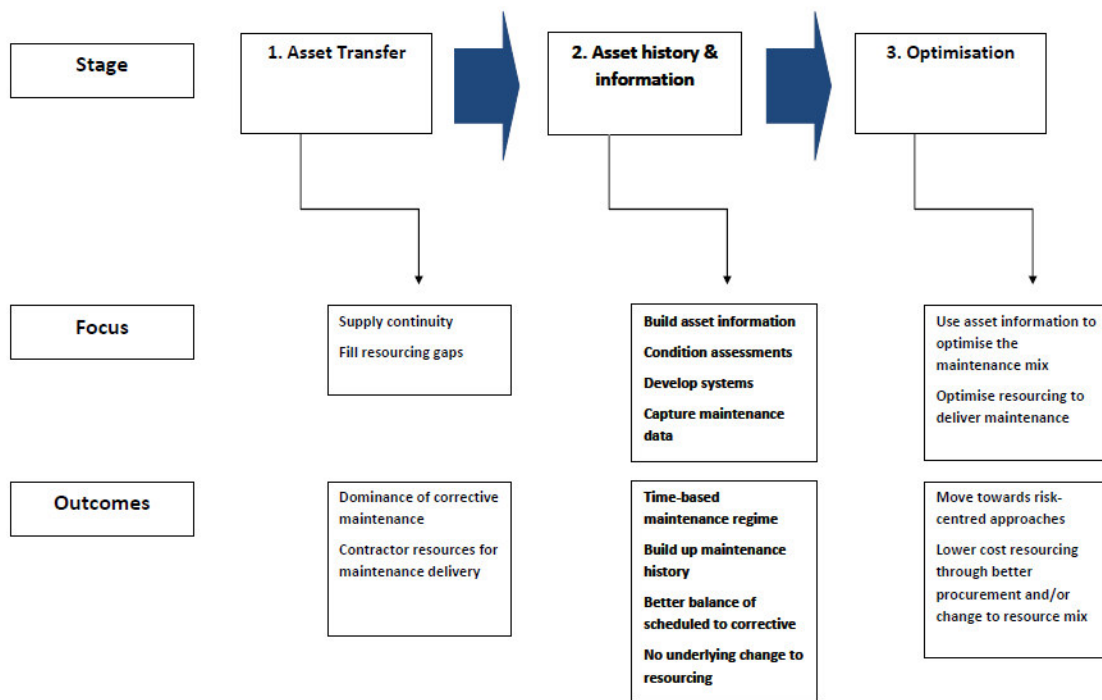 Stage
1. Asset Transfer
2. Asset history &
information
3. Optimisation
Focus
Supply continuity
Fill resourcing gaps
Build asset information
Condition assessments
Develop systems
Capture maintenance
data
Use asset information to
optimise the
maintenance mix
Optimise resourcing to
deliver maintenance
Outcomes
Dominance of corrective
maintenance
Contractor resources for
maintenance delivery
Time-based
maintenance regime
Build up maintenance
history
Better balance of
scheduled to corrective
No underlying change to
resourcing
Move towards risk-
centred approaches
Lower cost resourcing
through better
procurement and/or
change to resource mix